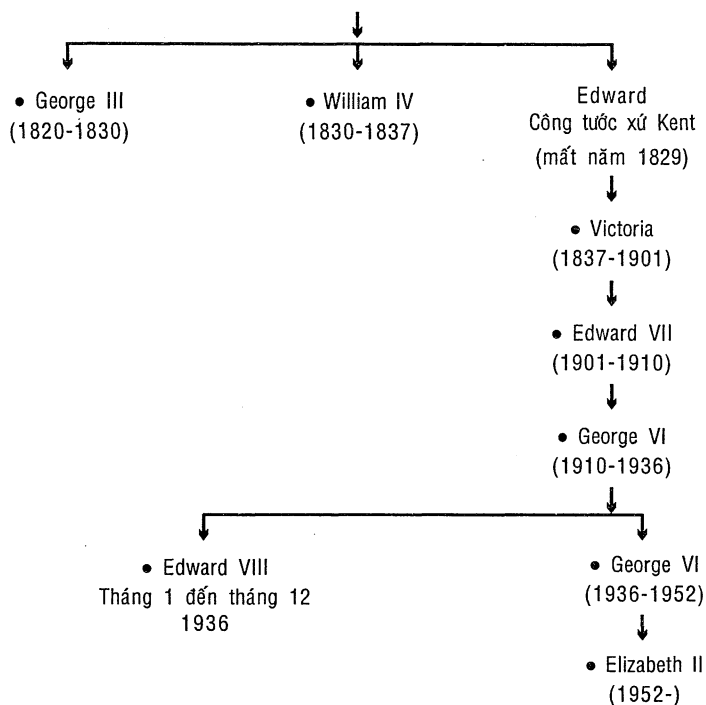 • George III
(1820-1830)
• William IV
(1830-1837)
Edward
Công tước xứ Kent
(mất năm 1829)
• Victoria
(1837-1901)
• Edward VII
(1901-1910)
• George VI
(1910-1936)
• Edward VIII
Tháng 1 đến tháng 12
1936
• George VI
(1936-1952)
• Elizabeth II
(1952-)